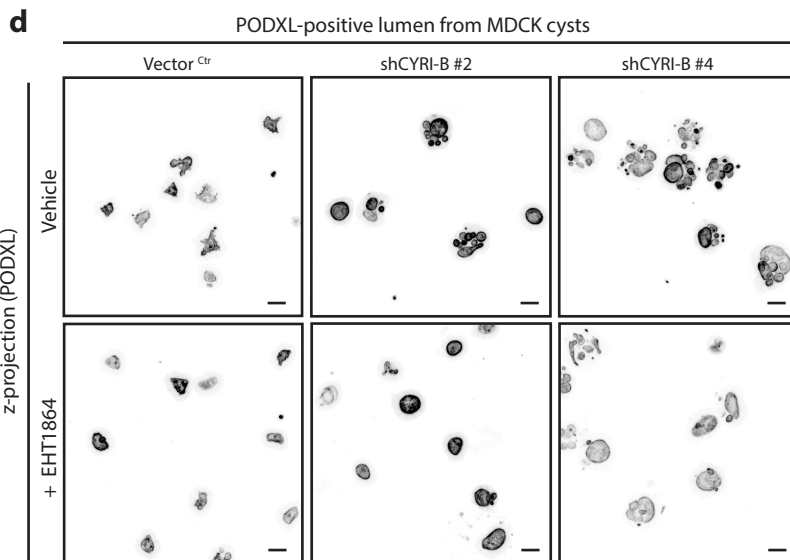 d
PODXL-positive lumen from MDCK cysts
Vector Ctr
shCYRI-B #2
shCYRI-B #4
z-projection (PODXL)
Vehicle
+ EHT1864